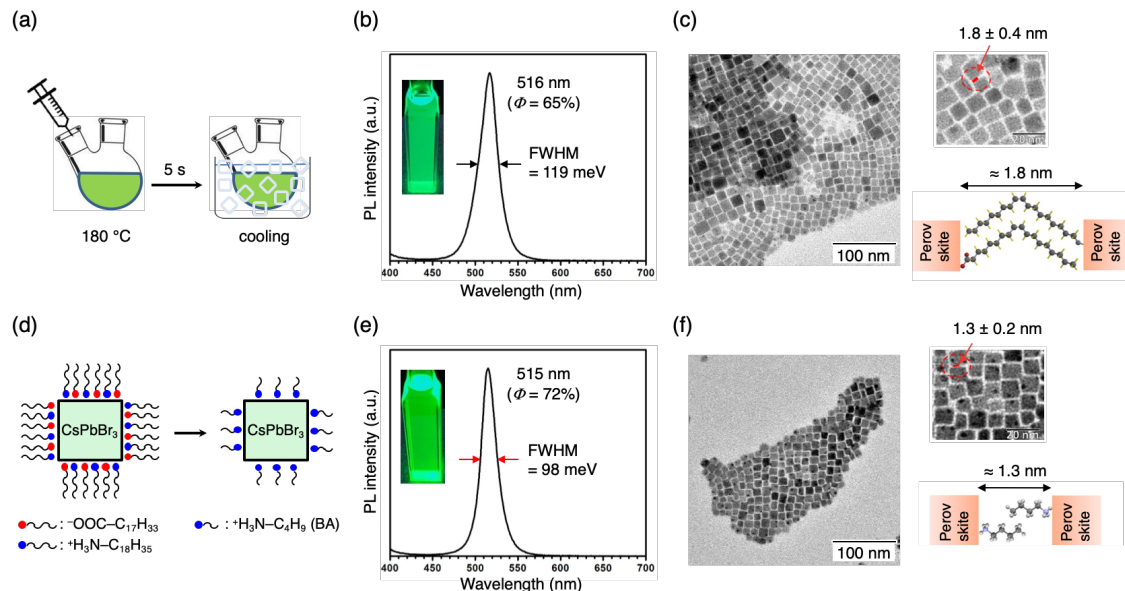 (a)
180 °C
5 s
cooling
(b)
PL intensity (a.u.)
516 nm
(Φ = 65%)
FWHM
= 119 meV
400 450 500 550 600 650 700
Wavelength (nm)
(c)
100 nm
1.8 ± 0.4 nm
20 nm
≈ 1.8 nm
Perov
skite
Perov
skite
(d)
CsPbBr3
CsPbBr3
: ⁻OOC–C17H33
: ⁺H3N–C18H35
: ⁺H3N–C4H9 (BA)
(e)
PL intensity (a.u.)
515 nm
(Φ = 72%)
FWHM
= 98 meV
400 450 500 550 600 650 700
Wavelength (nm)
(f)
100 nm
1.3 ± 0.2 nm
20 nm
≈ 1.3 nm
Perov
skite
Perov
skite